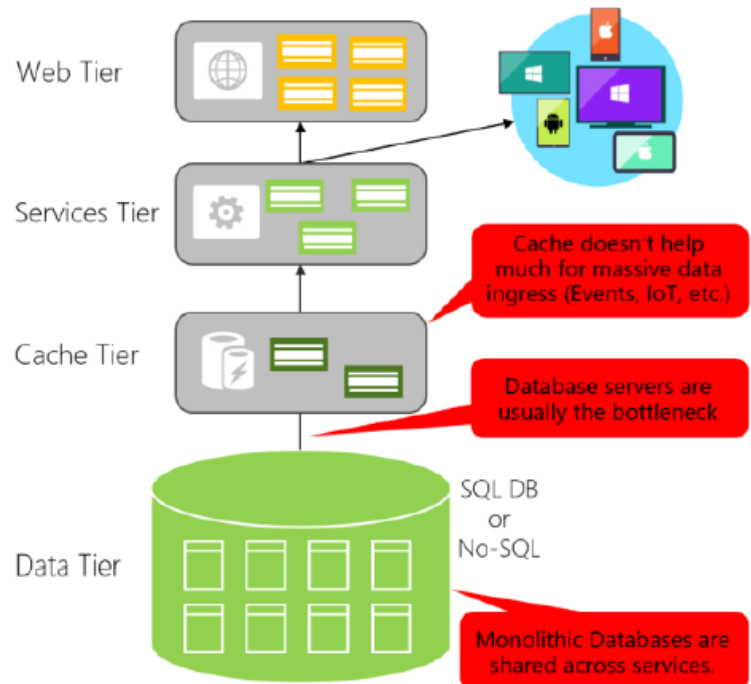 Web Tier
Services Tier
Cache doesn't help
much for massive data
ingress (Events, IoT, etc.)
Cache Tier
Database servers are
usually the bottleneck
SQL DB
or
No-SQL
Data Tier
Monolithic Databases are
shared across services.